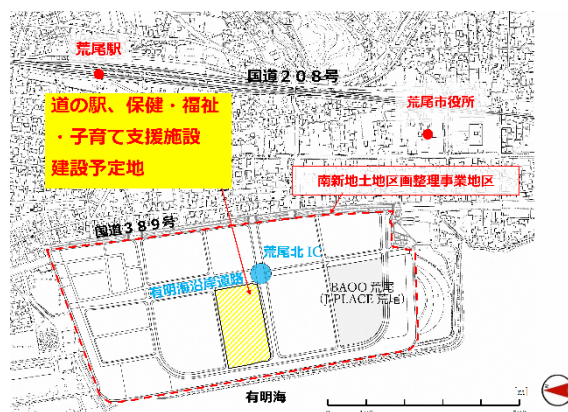 荒尾駅
国道208号
道の駅、保健・福祉
・子育て支援施設
建設予定地
荒尾市役所
南新地土地区画整理事業地区
国道389号
荒尾北IC
有明海沿岸道路
BAOO 荒尾
有明海